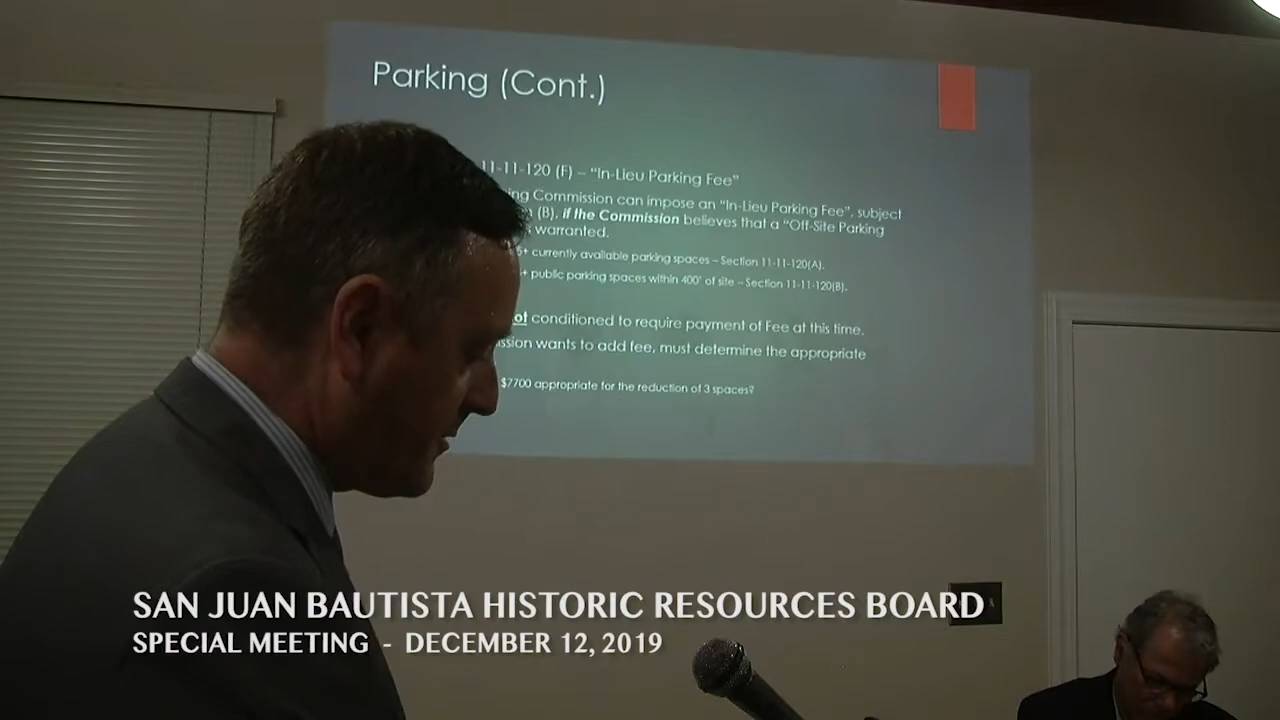 Parking (Cont.)
11-11-120 (F) – "In-Lieu Parking Fee"
ing Commission can impose an "In-Lieu Parking Fee", subject
(B), if the Commission believes that a "Off-Site Parking
warranted.
+ currently available parking spaces – Section 11-11-120(A).
+ public parking spaces within 400' of site – Section 11-11-120(B).
ot conditioned to require payment of Fee at this time.
ssion wants to add fee, must determine the appropriate
$7700 appropriate for the reduction of 3 spaces?
SAN JUAN BAUTISTA HISTORIC RESOURCES BOARD
SPECIAL MEETING - DECEMBER 12, 2019